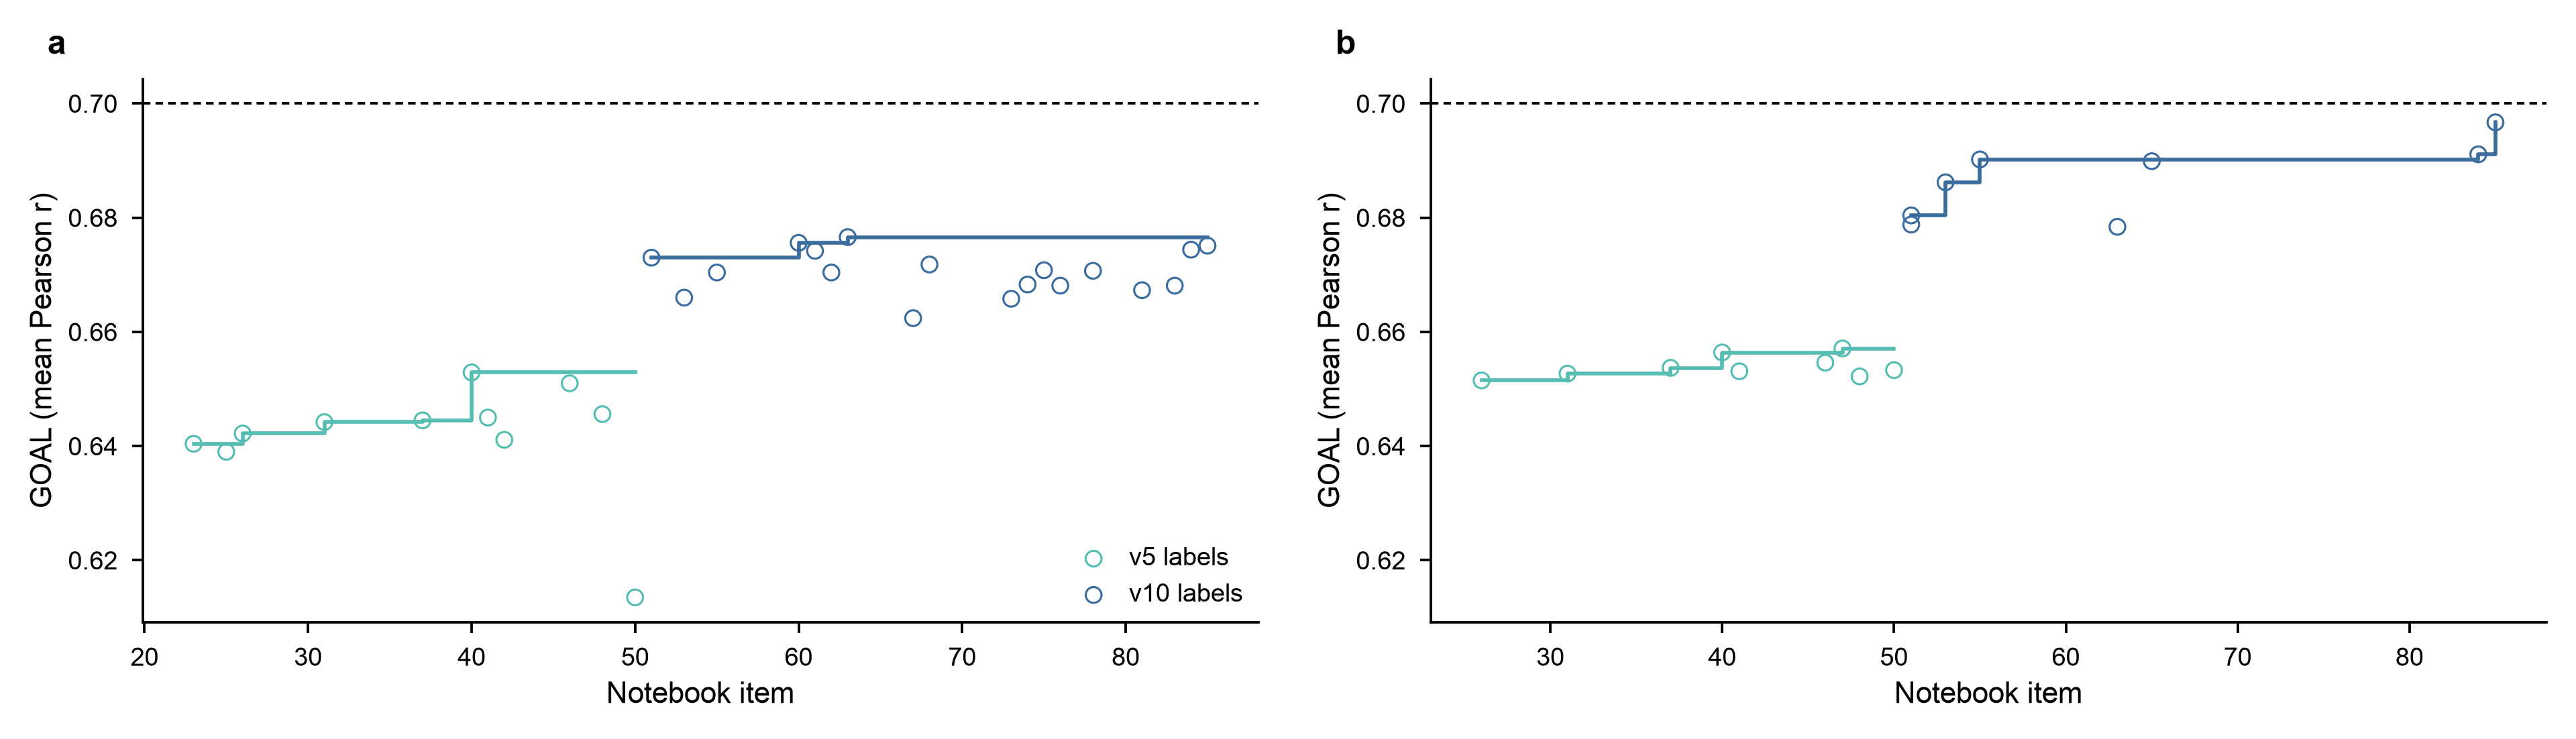 a
0.70
0.68
0.66
0.64
0.62
GOAL (mean Pearson r)
20 30 40 50 60 70 80
Notebook item
v5 labels
v10 labels
b
0.70
0.68
0.66
0.64
0.62
GOAL (mean Pearson r)
30 40 50 60 70 80
Notebook item